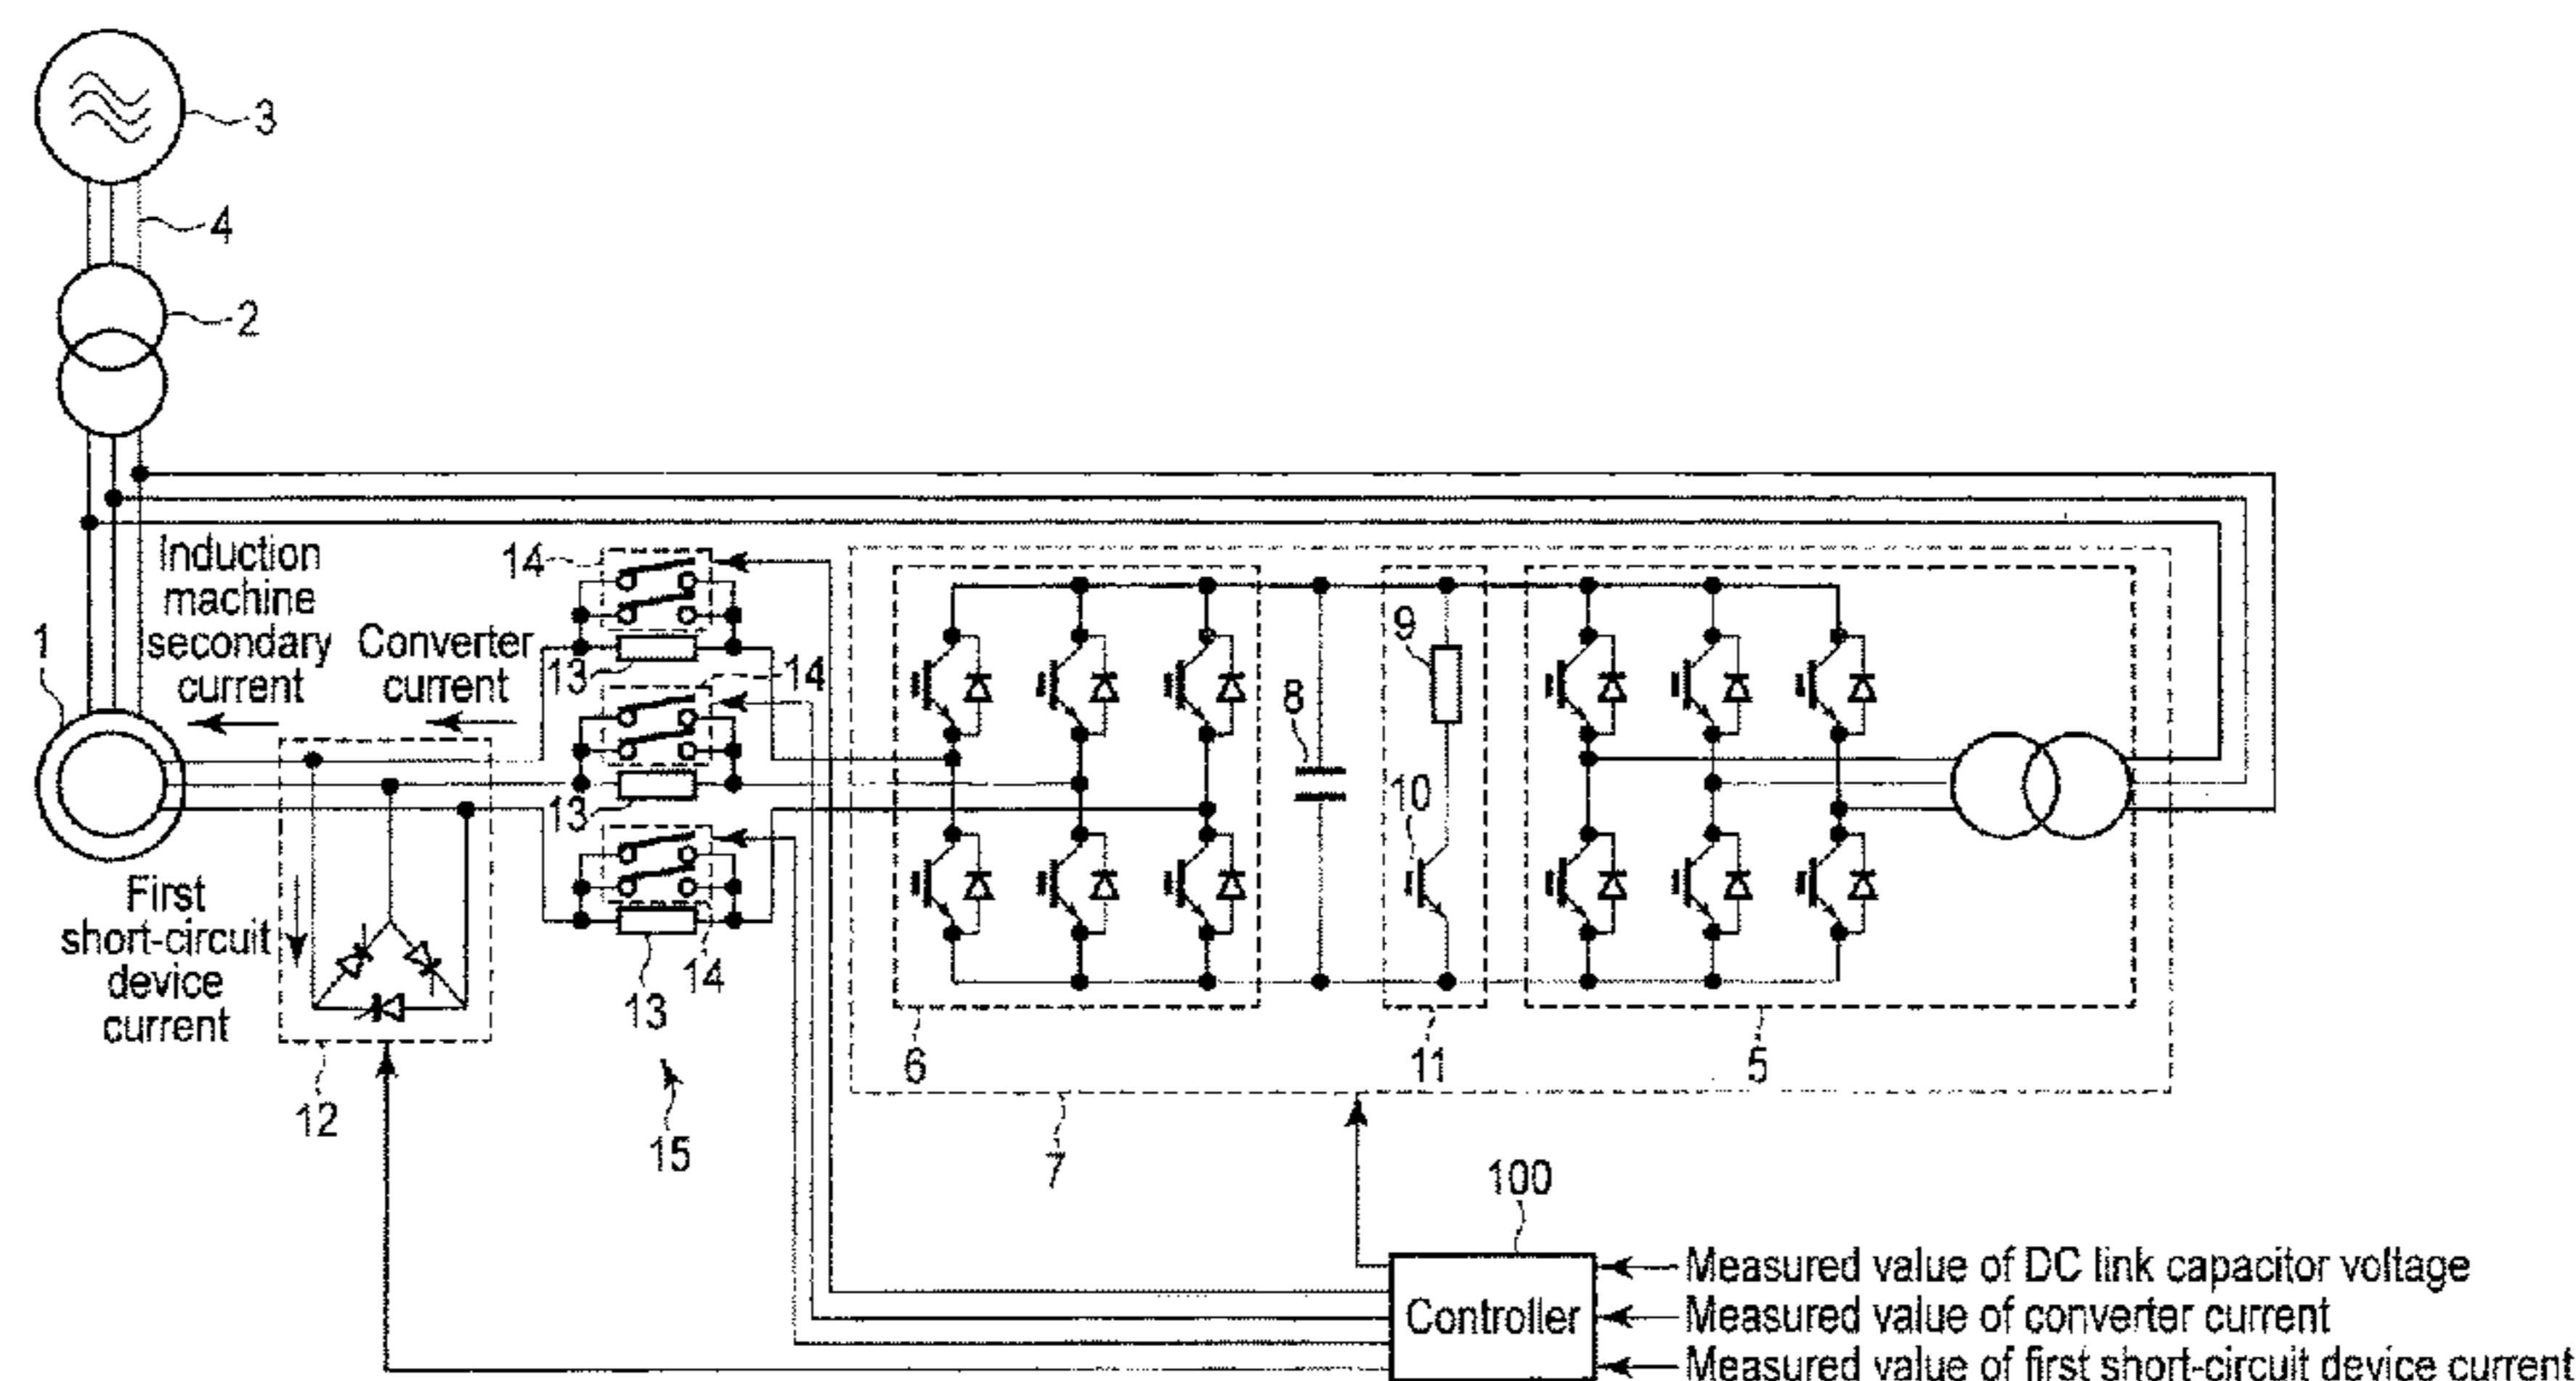 3
4
2
Induction
machine
secondary
current
Converter
current
1
14
13
14
13
13
14
8
9
10
First
short-circuit
device
current
12
15
6
11
5
7
100
Controller
Measured value of DC link capacitor voltage
Measured value of converter current
Measured value of first short-circuit device current